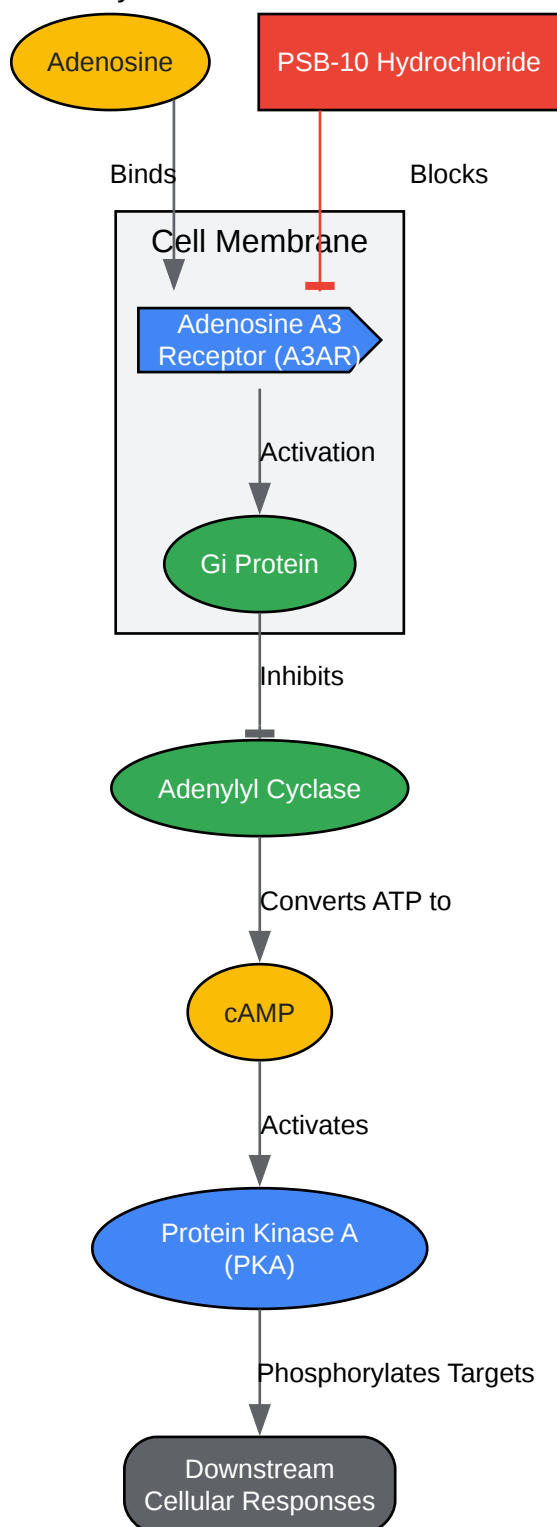 Adenosine
PSB-10 Hydrochloride
Binds
Blocks
Cell Membrane
Adenosine A3
Receptor (A3AR)
Activation
Gi Protein
Inhibits
Adenylyl Cyclase
Converts ATP to
cAMP
Activates
Protein Kinase A
(PKA)
Phosphorylates Targets
Downstream
Cellular Responses